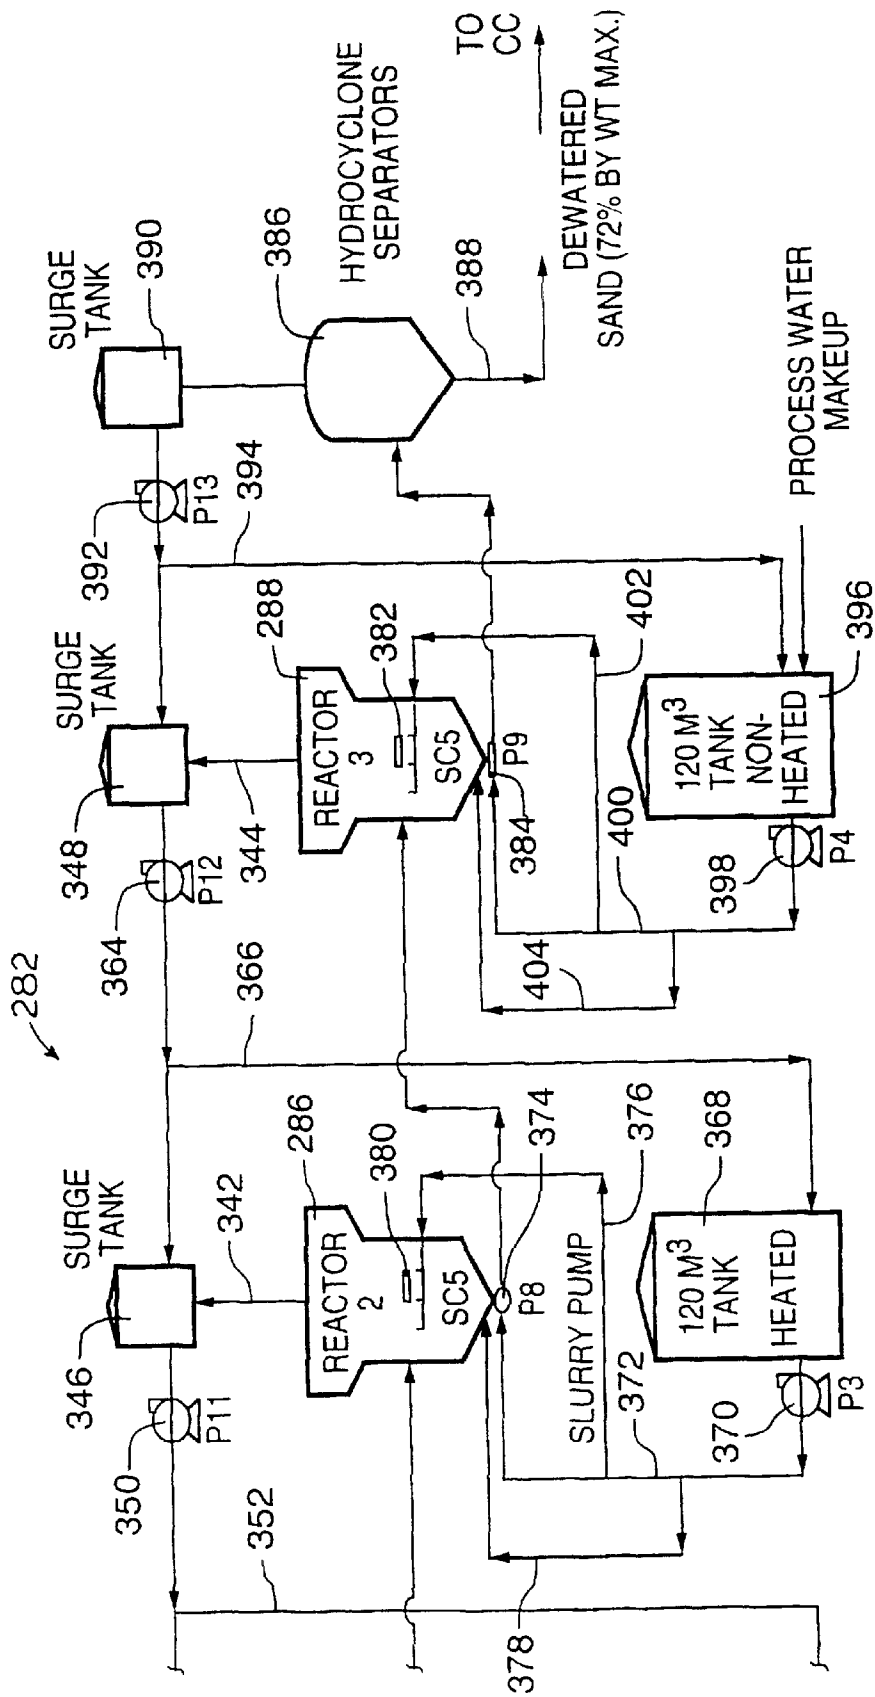 282
SURGE
TANK
346
350
P11
352
342
SURGE
TANK
348
364
P12
366
344
SURGE
TANK
390
392
P13
394
REACTOR
2
286
380
SC5
P8
374
SLURRY PUMP
376
372
378
120 M³
TANK
HEATED
368
370
P3
REACTOR
3
288
382
SC5
P9
384
402
400
404
120 M³
TANK
NON-
HEATED
396
398
P4
PROCESS WATER
MAKEUP
386
HYDROCYCLONE
SEPARATORS
388
DEWATERED
SAND (72% BY WT MAX.)
TO
CC